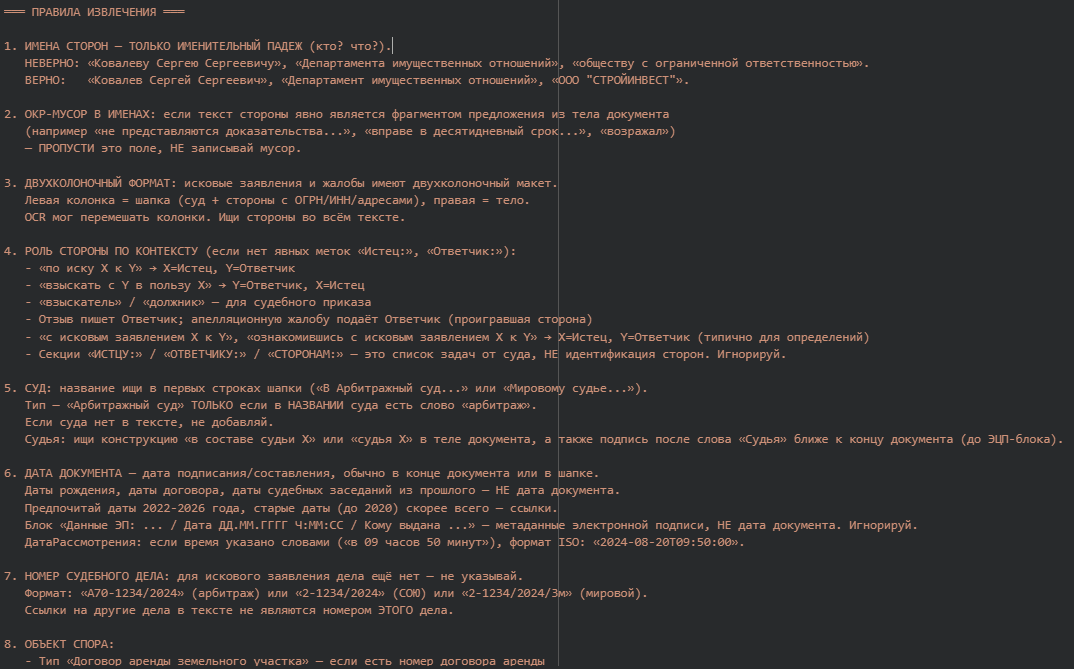 ═══ ПРАВИЛА ИЗВЛЕЧЕНИЯ ═══
1. ИМЕНА СТОРОН — ТОЛЬКО ИМЕНИТЕЛЬНЫЙ ПАДЕЖ (кто? что?).
НЕВЕРНО: «Ковалеву Сергею Сергеевичу», «Департамента имущественных отношений», «обществу с ограниченной ответственностью».
ВЕРНО: «Ковалев Сергей Сергеевич», «Департамент имущественных отношений», «ООО "СТРОЙИНВЕСТ"».
2. ОКР-МУСОР В ИМЕНАХ: если текст стороны явно является фрагментом предложения из тела документа
(например «не представляются доказательства...», «вправе в десятидневный срок...», «возражал»)
— ПРОПУСТИ это поле, НЕ записывай мусор.
3. ДВУХКОЛОНОЧНЫЙ ФОРМАТ: исковые заявления и жалобы имеют двухколоночный макет.
Левая колонка = шапка (суд + стороны с ОГРН/ИНН/адресами), правая = тело.
OCR мог перемешать колонки. Ищи стороны во всём тексте.
4. РОЛЬ СТОРОНЫ ПО КОНТЕКСТУ (если нет явных меток «Истец:», «Ответчик:»):
- «по иску X к Y» → X=Истец, Y=Ответчик
- «взыскать с Y в пользу X» → Y=Ответчик, X=Истец
- «взыскатель» / «должник» — для судебного приказа
- Отзыв пишет Ответчик; апелляционную жалобу подаёт Ответчик (проигравшая сторона)
- «с исковым заявлением X к Y», «ознакомившись с исковым заявлением X к Y» → X=Истец, Y=Ответчик (типично для определений)
- Секции «ИСТЦУ:» / «ОТВЕТЧИКУ:» / «СТОРОНАМ:» — это список задач от суда, НЕ идентификация сторон. Игнорируй.
5. СУД: название ищи в первых строках шапки («В Арбитражный суд...» или «Мировому судье...»).
Тип — «Арбитражный суд» ТОЛЬКО если в НАЗВАНИИ суда есть слово «арбитраж».
Если суда нет в тексте, не добавляй.
Судья: ищи конструкцию «в составе судьи X» или «судья X» в теле документа, а также подпись после слова «Судья» ближе к концу документа (до ЭЦП-блока).
6. ДАТА ДОКУМЕНТА — дата подписания/составления, обычно в конце документа или в шапке.
Даты рождения, даты договора, даты судебных заседаний из прошлого — НЕ дата документа.
Предпочитай даты 2022-2026 года, старые даты (до 2020) скорее всего — ссылки.
Блок «Данные ЭП: ... / Дата ДД.ММ.ГГГГ Ч:ММ:СС / Кому выдана ...» — метаданные электронной подписи, НЕ дата документа. Игнорируй.
ДатаРассмотрения: если время указано словами («в 09 часов 50 минут»), формат ISO: «2024-08-20T09:50:00».
7. НОМЕР СУДЕБНОГО ДЕЛА: для искового заявления дела ещё нет — не указывай.
Формат: «А70-1234/2024» (арбитраж) или «2-1234/2024» (СОЮ) или «2-1234/2024/3м» (мировой).
Ссылки на другие дела в тексте не являются номером ЭТОГО дела.
8. ОБЪЕКТ СПОРА:
- Тип «Договор аренды земельного участка» — если есть номер договора аренды